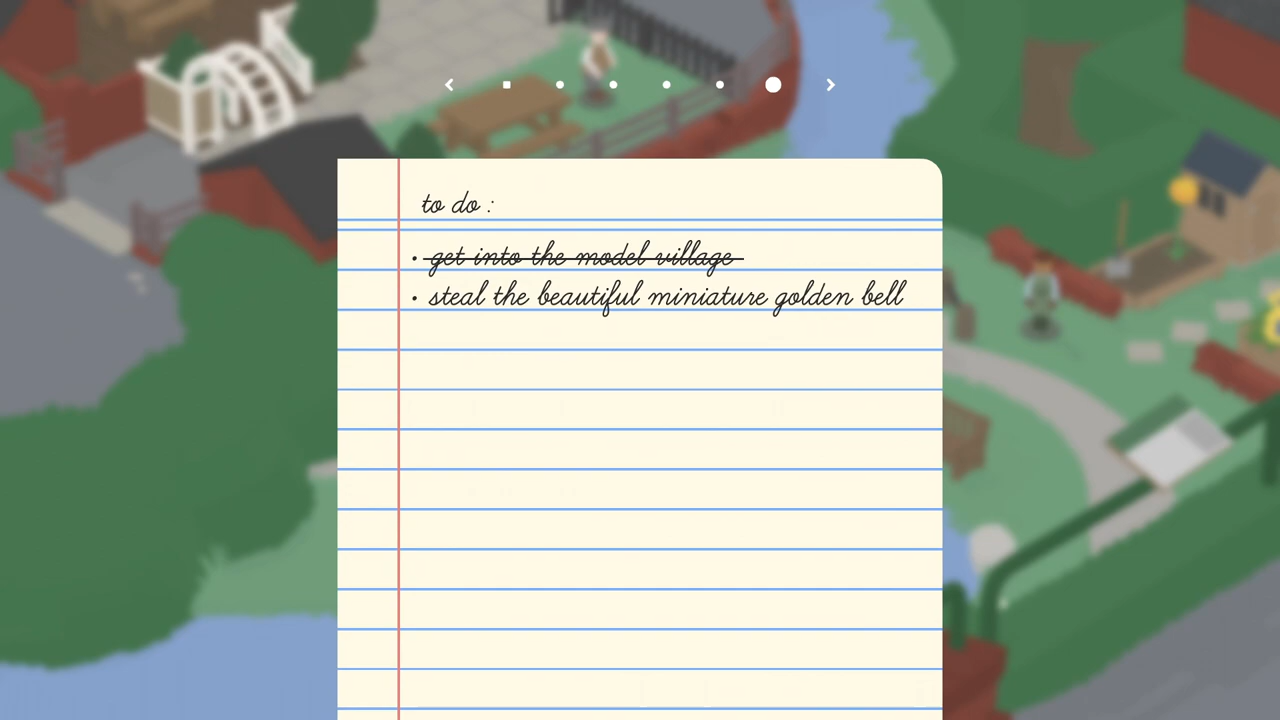 to do :
• get into the model village
• steal the beautiful miniature golden bell